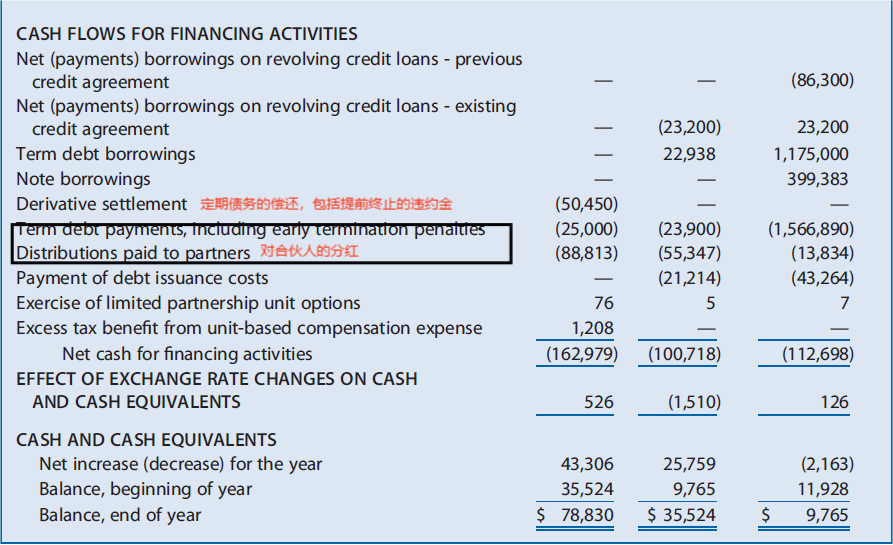 CASH FLOWS FOR FINANCING ACTIVITIES
Net (payments) borrowings on revolving credit loans - previous
credit agreement — — (86,300)
Net (payments) borrowings on revolving credit loans - existing
credit agreement — (23,200) 23,200
Term debt borrowings — 22,938 1,175,000
Note borrowings — — 399,383
Derivative settlement 定期债务的偿还，包括提前终止的违约金 (50,450) — —
Term debt payments, including early termination penalties (25,000) (23,900) (1,566,890)
Distributions paid to partners 对合伙人的分红 (88,813) (55,347) (13,834)
Payment of debt issuance costs — (21,214) (43,264)
Exercise of limited partnership unit options 76 5 7
Excess tax benefit from unit-based compensation expense 1,208 — —
Net cash for financing activities (162,979) (100,718) (112,698)
EFFECT OF EXCHANGE RATE CHANGES ON CASH
AND CASH EQUIVALENTS 526 (1,510) 126
CASH AND CASH EQUIVALENTS
Net increase (decrease) for the year 43,306 25,759 (2,163)
Balance, beginning of year 35,524 9,765 11,928
Balance, end of year $ 78,830 $ 35,524 $ 9,765